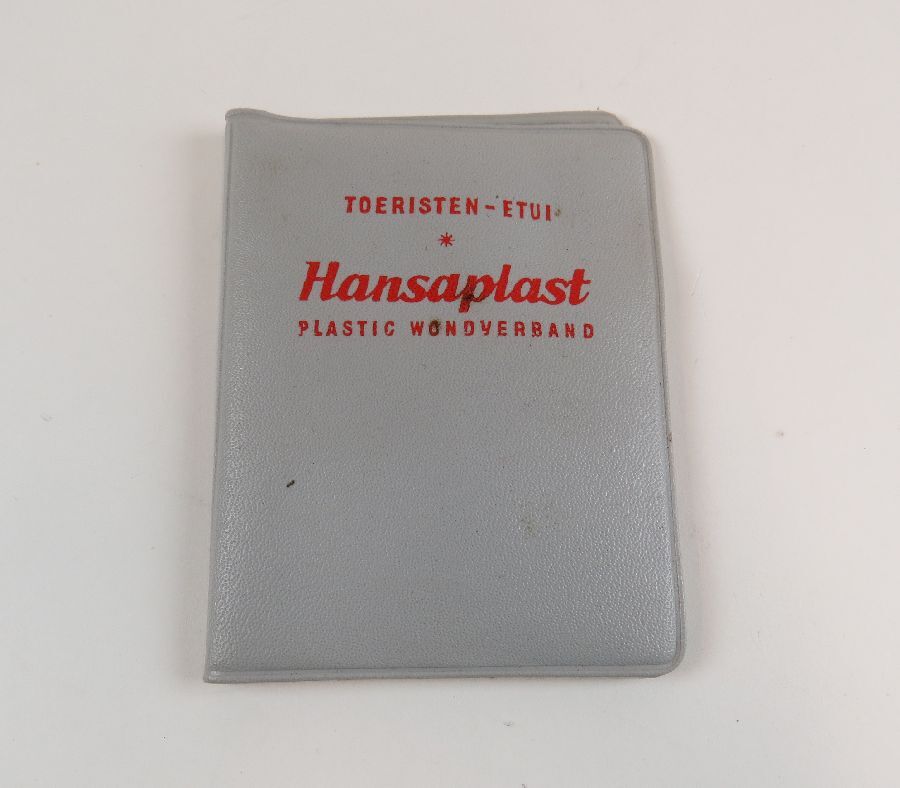 TOERISTEN-ETUI
*
Hansaplast
PLASTIC WONDVERBAND